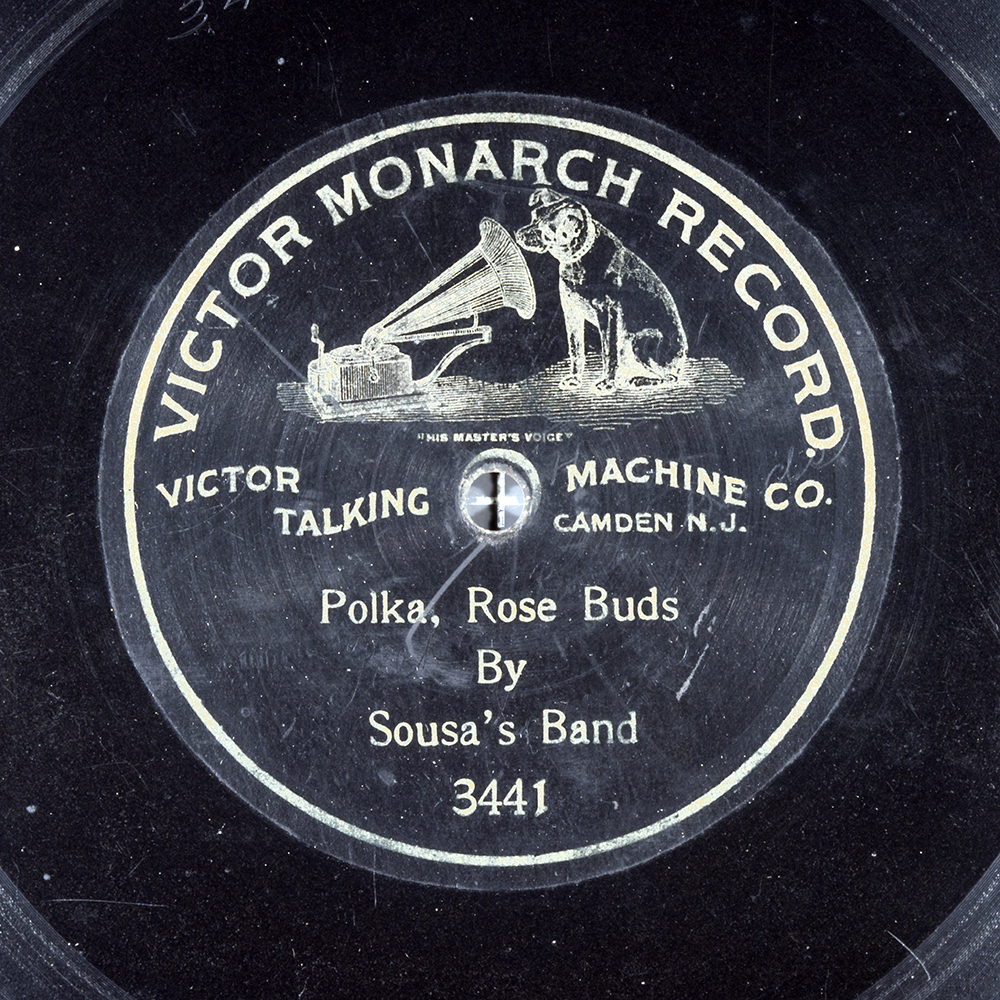 VICTOR MONARCH RECORD.
"HIS MASTER'S VOICE"
VICTOR TALKING MACHINE CO.
CAMDEN N.J.
Polka, Rose Buds
By
Sousa's Band
3441